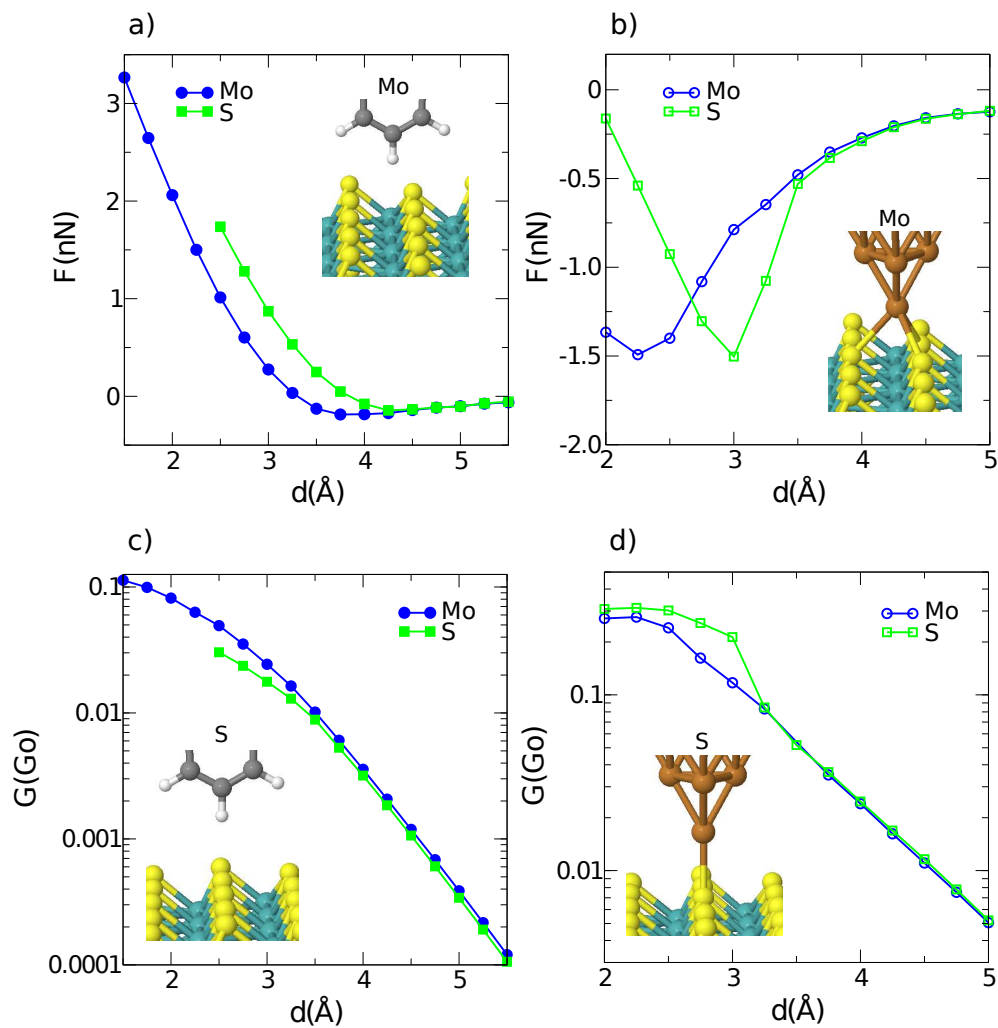 a)
F(nN)
3
2
1
0
2 3 4 5
d(Å)
Mo
S
Mo
b)
F(nN)
0
-0.5
-1.0
-1.5
-2.0
2 3 4 5
d(Å)
Mo
S
Mo
c)
G(Go)
0.1
0.01
0.001
0.0001
2 3 4 5
d(Å)
Mo
S
S
d)
G(Go)
0.1
0.01
2 3 4 5
d(Å)
Mo
S
S